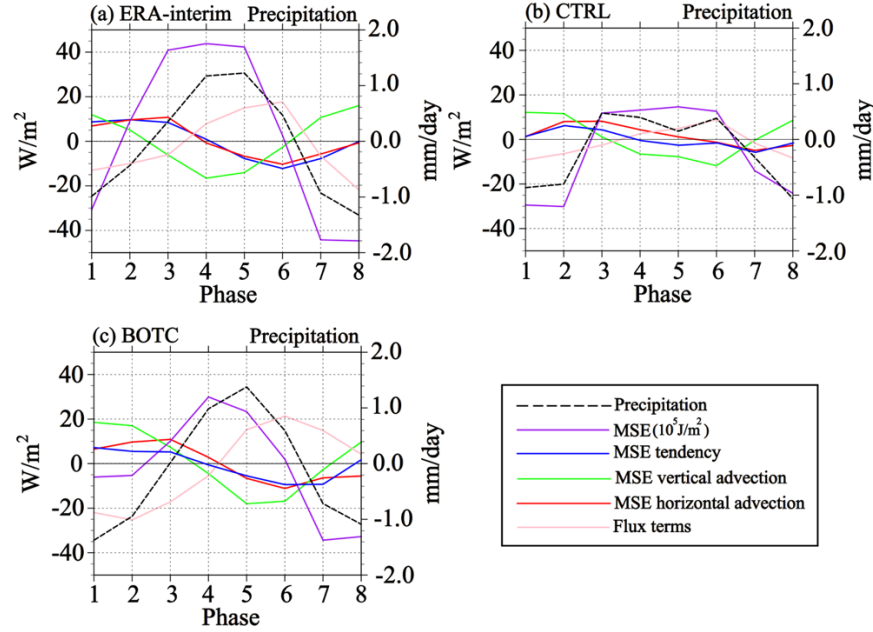 (a) ERA-interim Precipitation
40
20
0
-20
-40
W/m²
2.0
1.0
0.0
-1.0
-2.0
mm/day
1 2 3 4 5 6 7 8
Phase
(b) CTRL Precipitation
40
20
0
-20
-40
W/m²
2.0
1.0
0.0
-1.0
-2.0
mm/day
1 2 3 4 5 6 7 8
Phase
(c) BOTC Precipitation
40
20
0
-20
-40
W/m²
2.0
1.0
0.0
-1.0
-2.0
mm/day
1 2 3 4 5 6 7 8
Phase
Precipitation
MSE(10⁵J/m²)
MSE tendency
MSE vertical advection
MSE horizontal advection
Flux terms